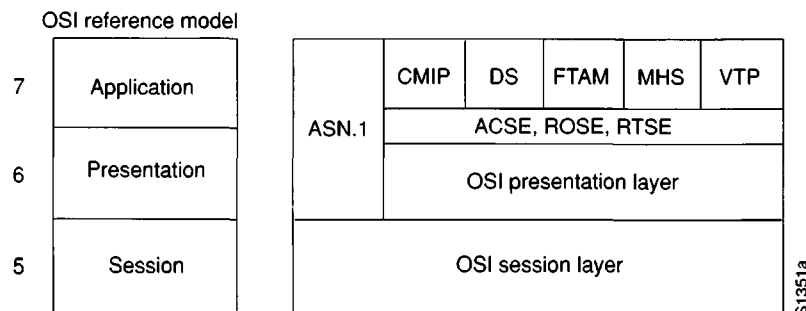 OSI reference model
7
Application
ASN.1
CMIP
DS
FTAM
MHS
VTP
ACSE, ROSE, RTSE
6
Presentation
OSI presentation layer
5
Session
OSI session layer
S1351a